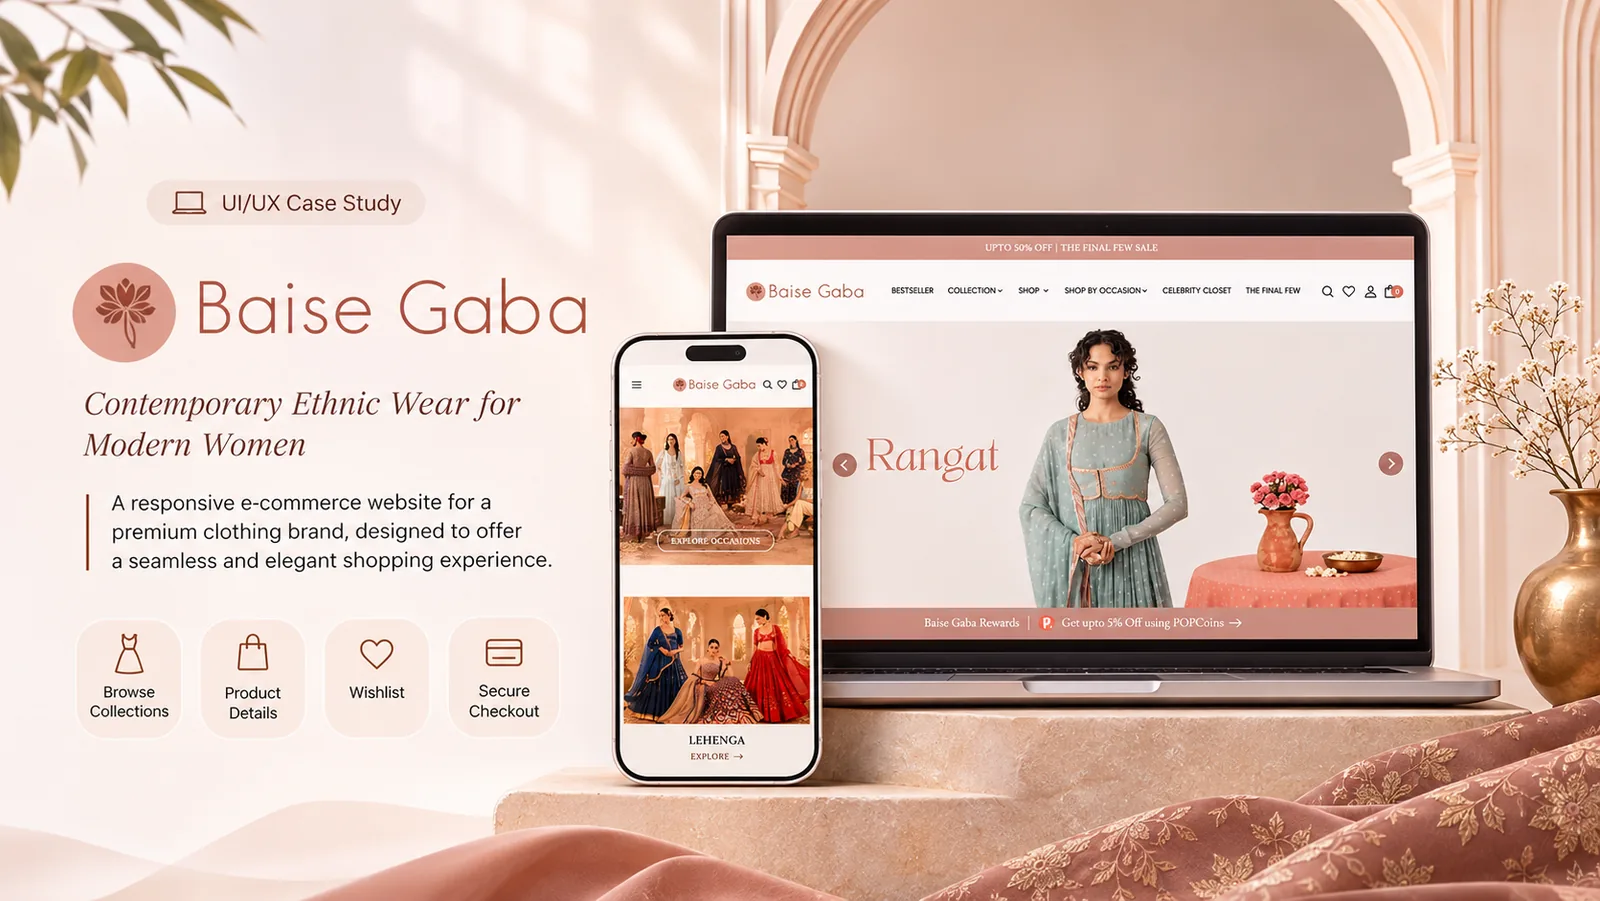 UI/UX Case Study
Baise Gaba
Contemporary Ethnic Wear for
Modern Women
A responsive e-commerce website for a
premium clothing brand, designed to offer
a seamless and elegant shopping experience.
Browse
Collections
Product
Details
Wishlist
Secure
Checkout
Baise Gaba
0
EXPLORE OCCASIONS
LEHENGA
EXPLORE →
UPTO 50% OFF | THE FINAL FEW SALE
Baise Gaba BESTSELLER COLLECTION SHOP SHOP BY OCCASION CELEBRITY CLOSET THE FINAL FEW 0
Rangat
Baise Gaba Rewards | P. Get upto 5% Off using POPCoins →